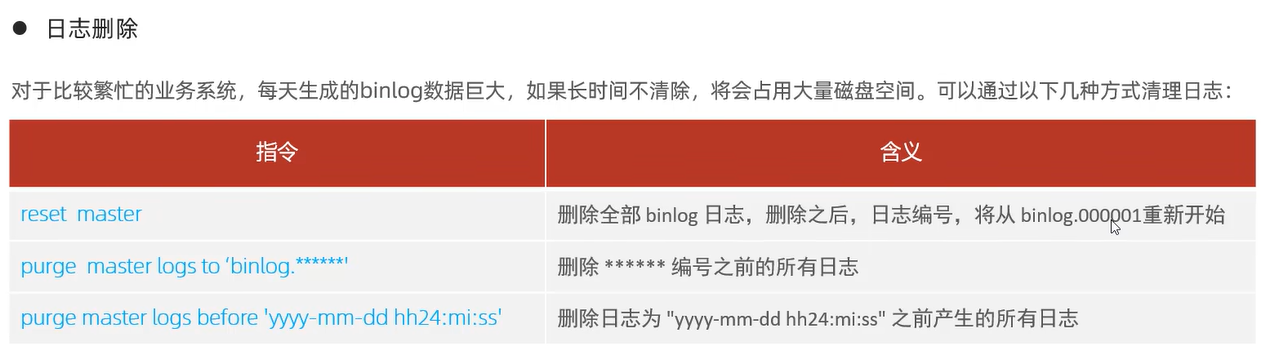 ● 日志删除
对于比较繁忙的业务系统，每天生成的binlog数据巨大，如果长时间不清除，将会占用大量磁盘空间。可以通过以下几种方式清理日志：
指令 含义
reset master 删除全部 binlog 日志，删除之后，日志编号，将从 binlog.000001重新开始
purge master logs to ‘binlog.******' 删除 ****** 编号之前的所有日志
purge master logs before 'yyyy-mm-dd hh24:mi:ss' 删除日志为 "yyyy-mm-dd hh24:mi:ss" 之前产生的所有日志